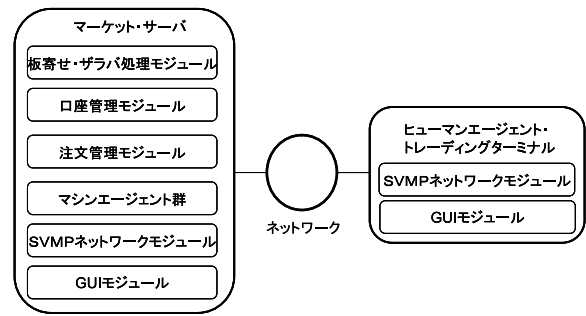 マーケット・サーバ
板寄せ・ザラバ処理モジュール
口座管理モジュール
注文管理モジュール
マシンエージェント群
SVMPネットワークモジュール
GUIモジュール
ネットワーク
ヒューマンエージェント・
トレーディングターミナル
SVMPネットワークモジュール
GUIモジュール